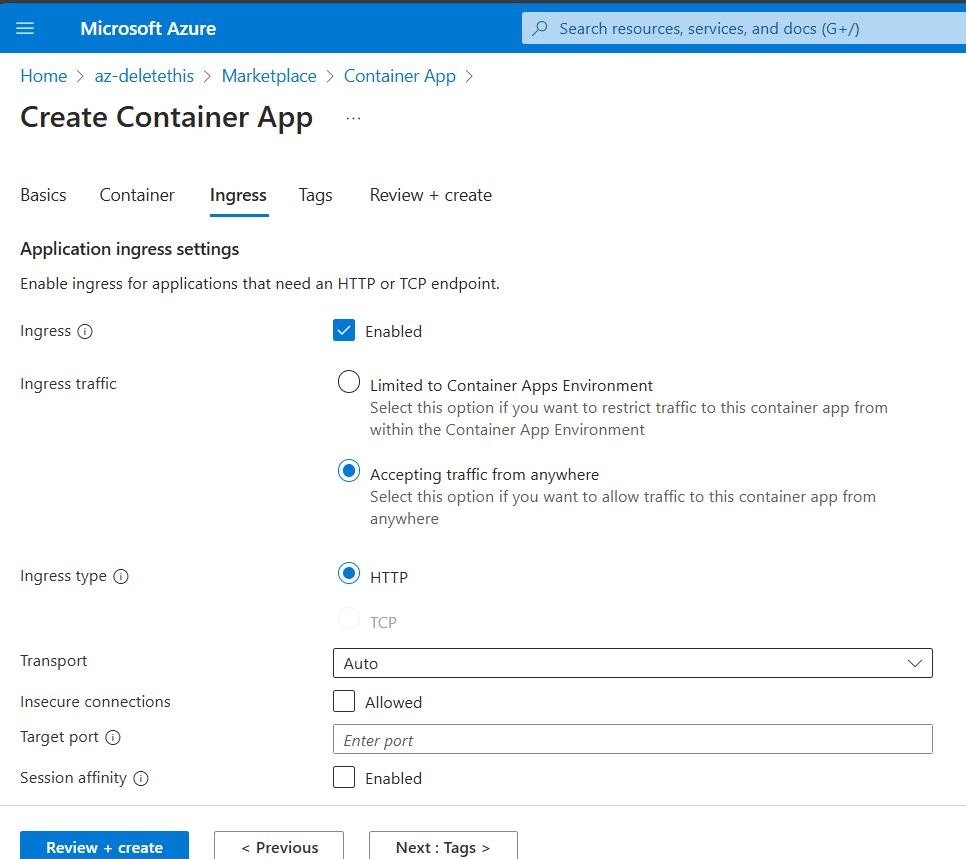 Microsoft Azure
Search resources, services, and docs (G+/)
Home > az-deletethis > Marketplace > Container App >
Create Container App ...
Basics Container Ingress Tags Review + create
Application ingress settings
Enable ingress for applications that need an HTTP or TCP endpoint.
Ingress
Enabled
Ingress traffic
Limited to Container Apps Environment
Select this option if you want to restrict traffic to this container app from
within the Container App Environment
Accepting traffic from anywhere
Select this option if you want to allow traffic to this container app from
anywhere
Ingress type
HTTP
TCP
Transport
Auto
Insecure connections
Allowed
Target port
Enter port
Session affinity
Enabled
Review + create
< Previous
Next : Tags >